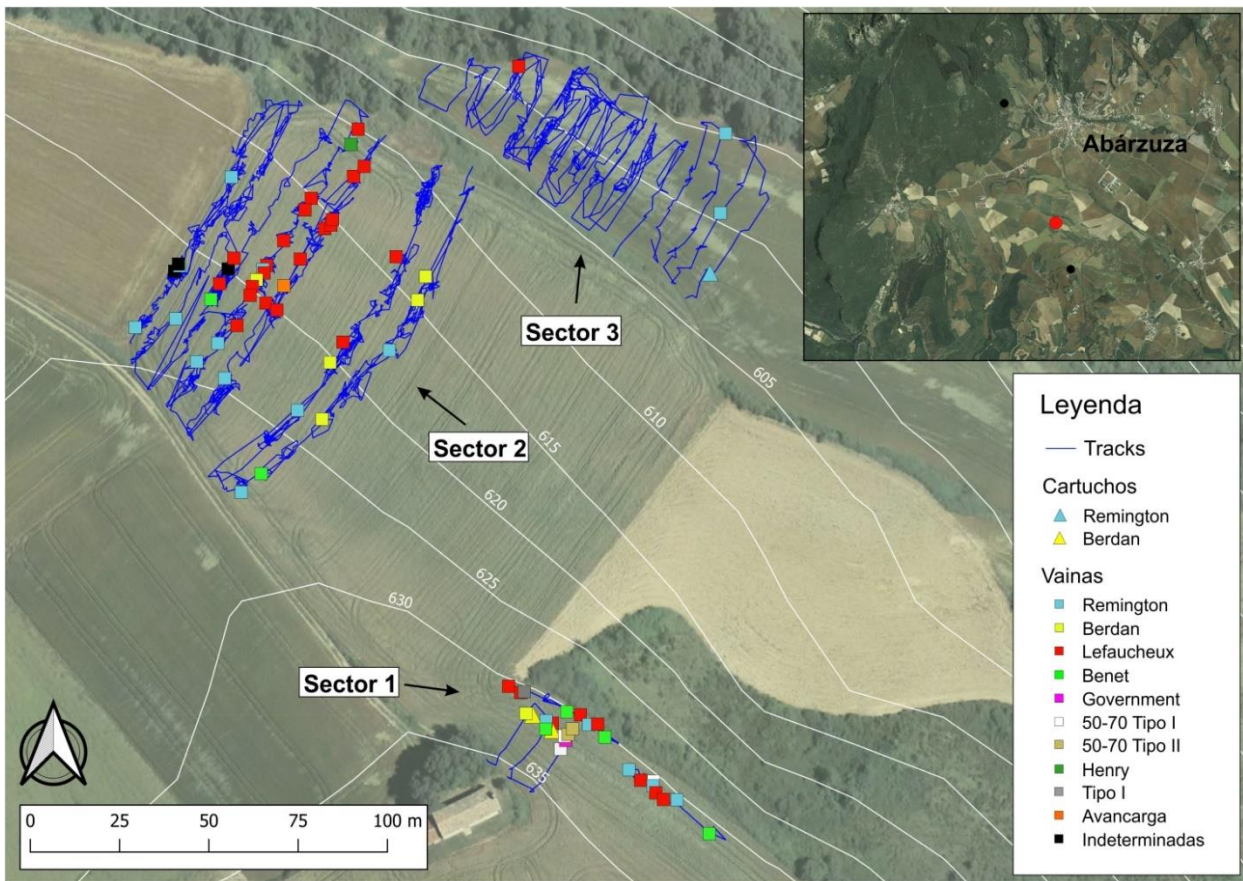 Abárzuza
Sector 3
Sector 2
Sector 1
605
610
615
620
625
630
635
0 25 50 75 100 m
Leyenda
Tracks
Cartuchos
Remington
Berdan
Vainas
Remington
Berdan
Lefaucheux
Benet
Government
50-70 Tipo I
50-70 Tipo II
Henry
Tipo I
Avancarga
Indeterminadas